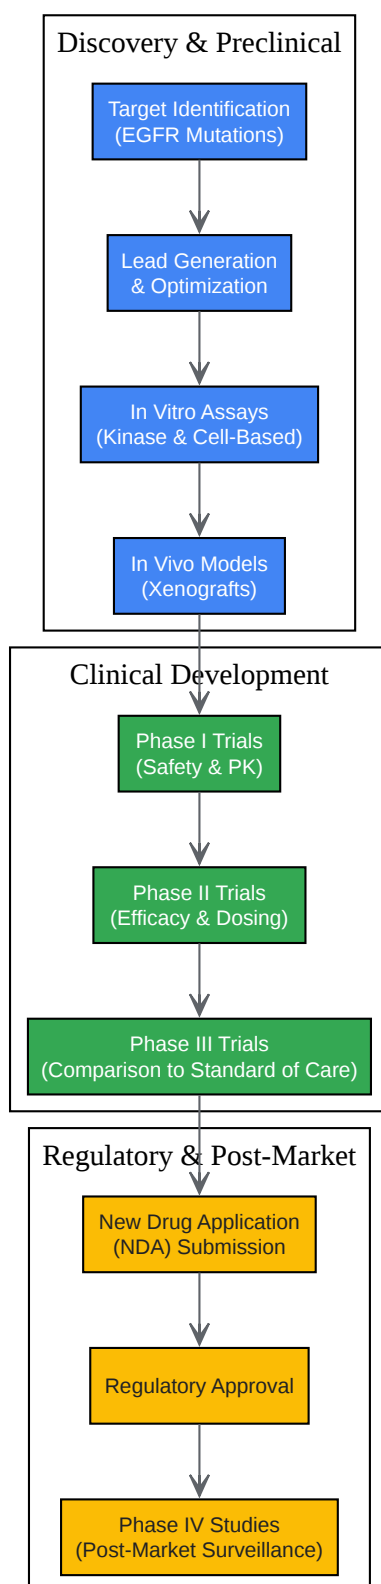 Discovery & Preclinical
Target Identification
(EGFR Mutations)
Lead Generation
& Optimization
In Vitro Assays
(Kinase & Cell-Based)
In Vivo Models
(Xenografts)
Clinical Development
Phase I Trials
(Safety & PK)
Phase II Trials
(Efficacy & Dosing)
Phase III Trials
(Comparison to Standard of Care)
Regulatory & Post-Market
New Drug Application
(NDA) Submission
Regulatory Approval
Phase IV Studies
(Post-Market Surveillance)